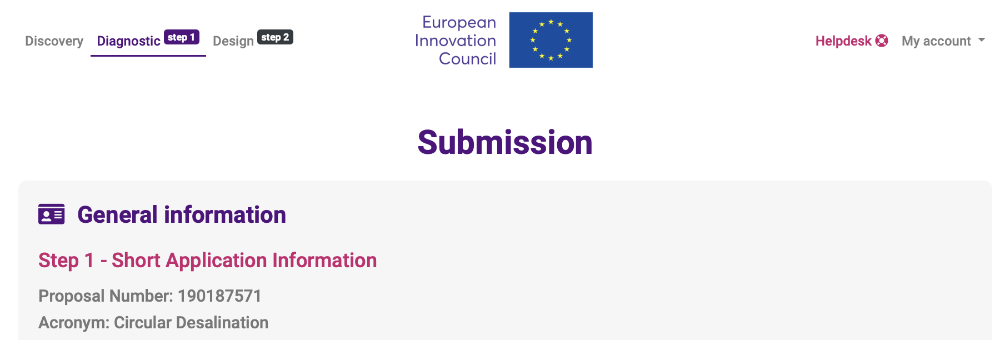 Discovery Diagnostic step 1 Design step 2
European
Innovation
Council
Helpdesk My account
Submission
General information
Step 1 - Short Application Information
Proposal Number: 190187571
Acronym: Circular Desalination